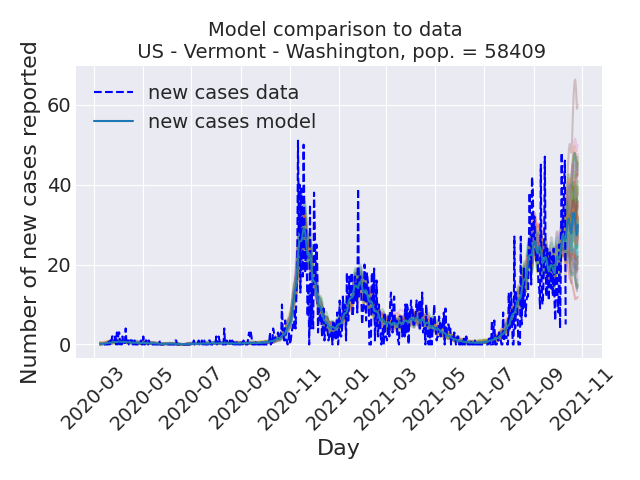 Model comparison to data
US - Vermont - Washington, pop. = 58409
Number of new cases reported
new cases data
new cases model
60
40
20
0
2020-03
2020-05
2020-07
2020-09
2020-11
2021-01
2021-03
2021-05
2021-07
2021-09
2021-11
Day